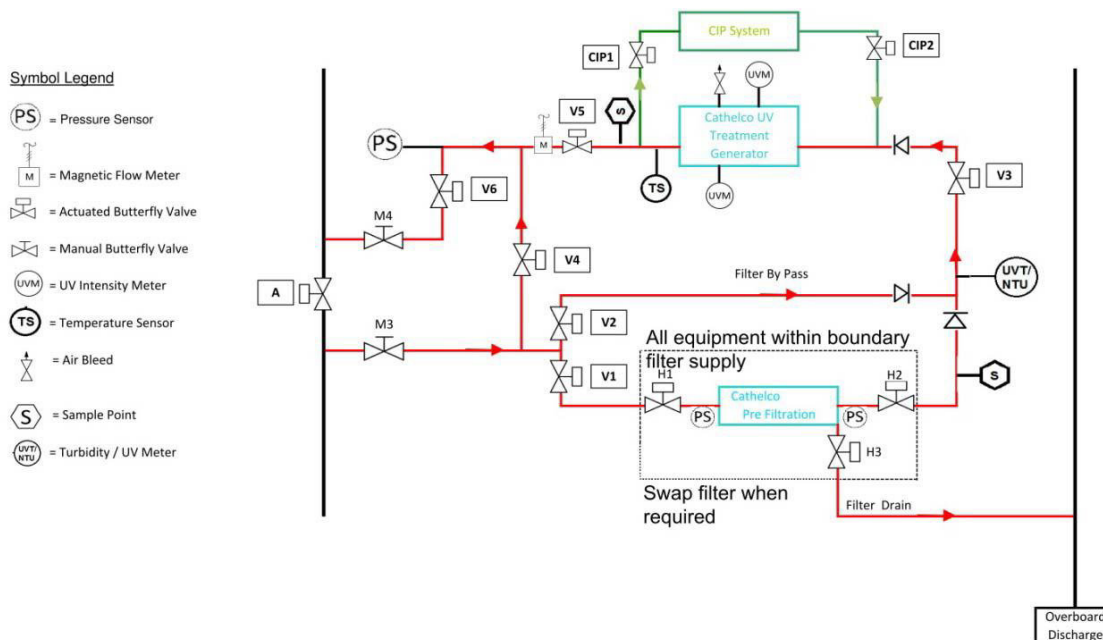 Symbol Legend
PS = Pressure Sensor
M = Magnetic Flow Meter
= Actuated Butterfly Valve
= Manual Butterfly Valve
UVM = UV Intensity Meter
TS = Temperature Sensor
= Air Bleed
S = Sample Point
UVT/
NTU
= Turbidity / UV Meter
CIP System
CIP1
CIP2
UVM
S
V5
M
PS
Cathelco UV
Treatment
Generator
TS
UVM
V3
V6
M4
V4
A
M3
Filter By Pass
UVT/
NTU
V2
All equipment within boundary
filter supply
V1
H1
H2
S
PS
Cathelco
Pre Filtration
PS
H3
Swap filter when
required
Filter Drain
Overboard
Discharge